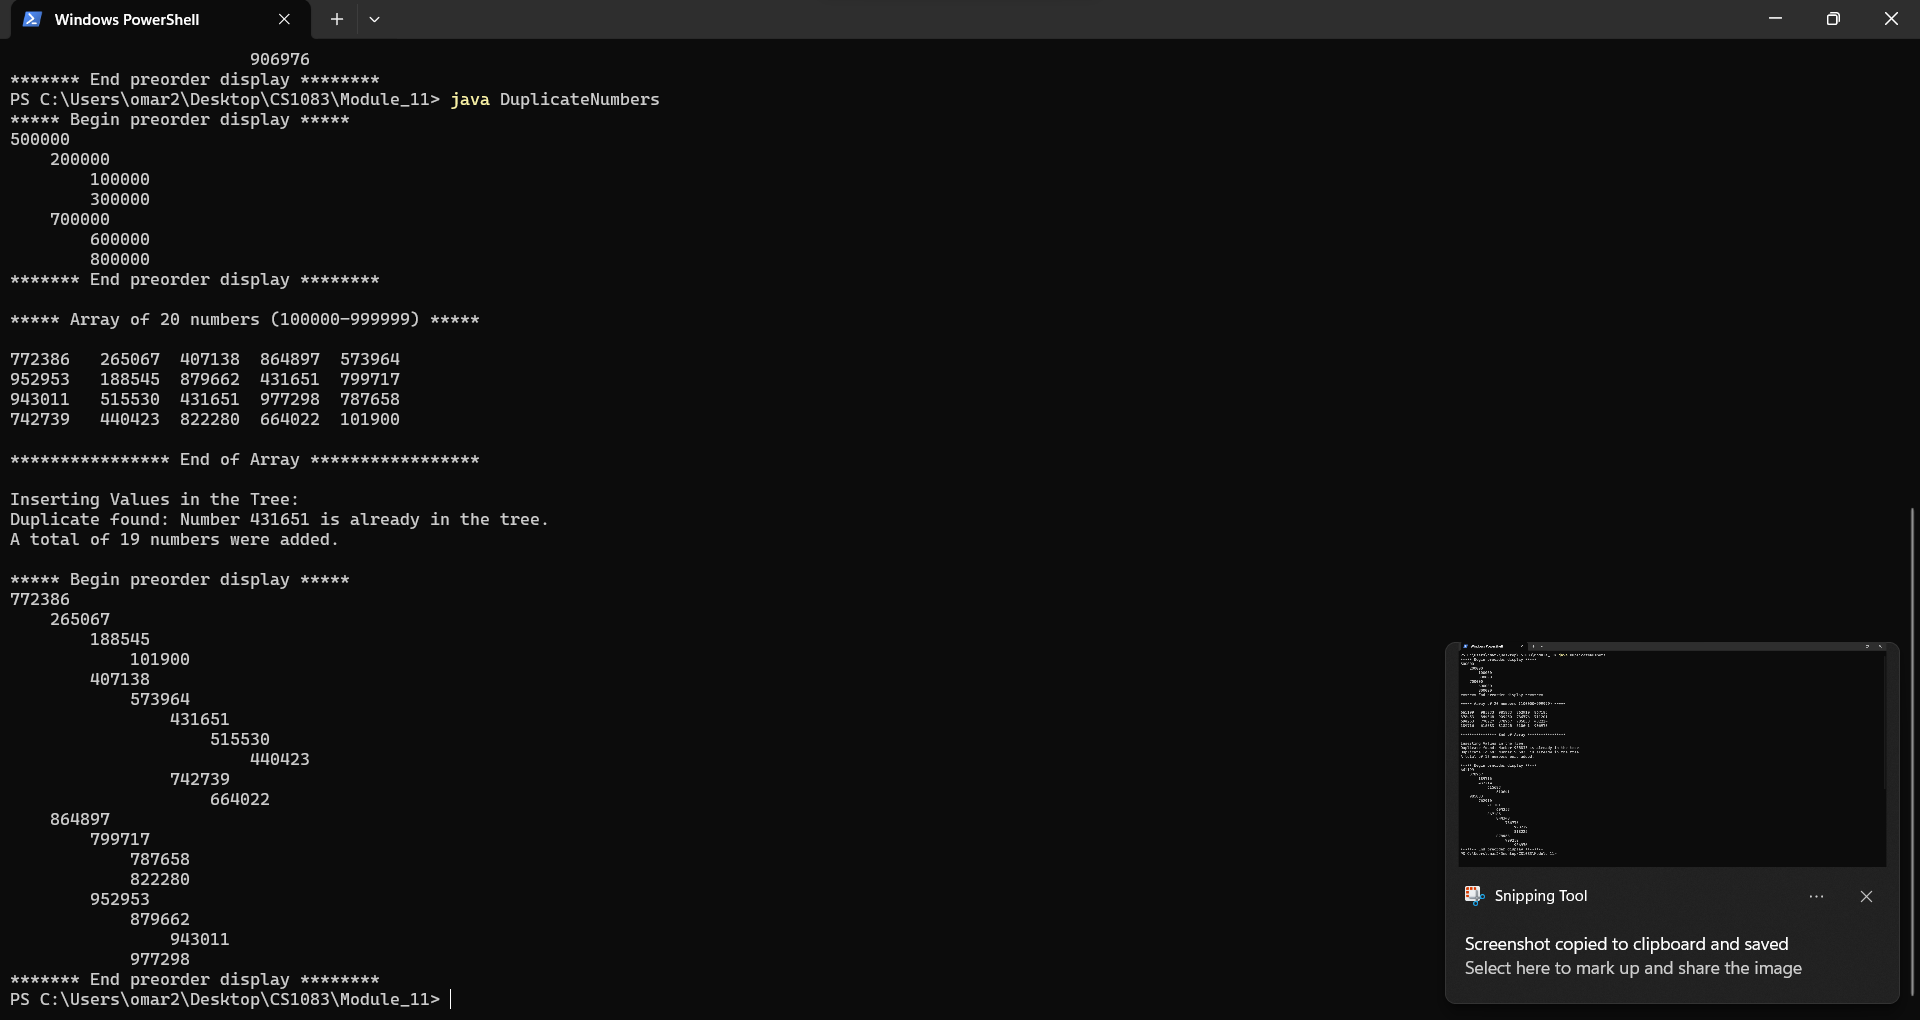 Windows PowerShell
                        906976
******* End preorder display ********
PS C:\Users\omar2\Desktop\CS1083\Module_11> java DuplicateNumbers
***** Begin preorder display *****
500000
    200000
        100000
        300000
    700000
        600000
        800000
******* End preorder display ********

***** Array of 20 numbers (100000-999999) *****

772386   265067  407138  864897  573964
952953   188545  879662  431651  799717
943011   515530  431651  977298  787658
742739   440423  822280  664022  101900

**************** End of Array *****************

Inserting Values in the Tree:
Duplicate found: Number 431651 is already in the tree.
A total of 19 numbers were added.

***** Begin preorder display *****
772386
    265067
        188545
            101900
        407138
            573964
                431651
                    515530
                        440423
                742739
                    664022
    864897
        799717
            787658
            822280
        952953
            879662
                943011
            977298
******* End preorder display ********
PS C:\Users\omar2\Desktop\CS1083\Module_11>
Snipping Tool
Screenshot copied to clipboard and saved
Select here to mark up and share the image